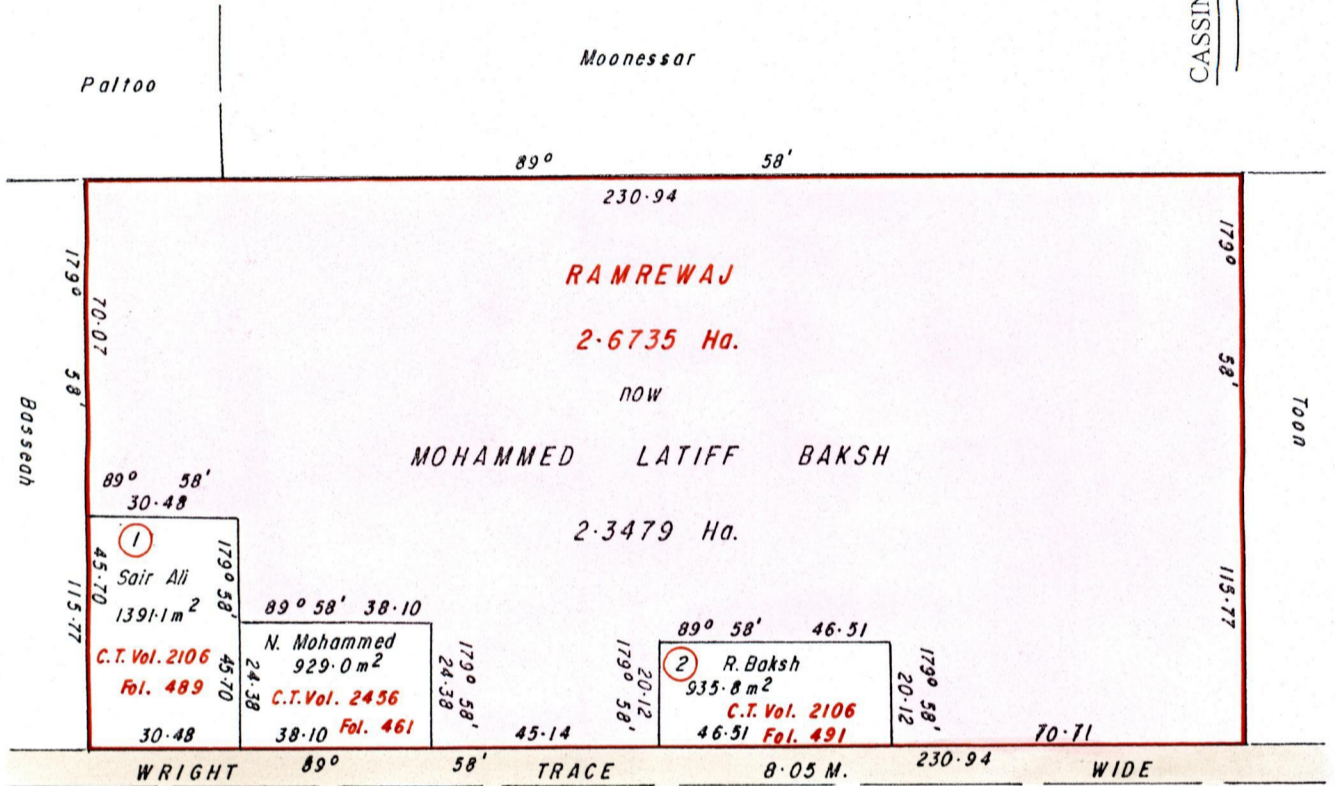 CASSIN
Paltoo
Moonessar
89° 58'
230·94
179° 58'
70·07
115·77
Basseah
RAMREWAJ
2·6735 Ha.
now
MOHAMMED LATIFF BAKSH
2·3479 Ha.
179° 58'
115·77
Toon
89° 58'
30·48
1
Sair Ali
1391·1 m²
C.T. Vol. 2106
Fol. 489
45·70
179° 58'
45·70
30·48
89° 58' 38·10
N. Mohammed
929·0 m²
C.T. Vol. 2456
Fol. 461
24·38
38·10
179° 58'
24·38
45·14
179° 58'
20·12
89° 58' 46·51
2 R. Baksh
935·8 m²
C.T. Vol. 2106
46·51 Fol. 491
179° 58'
20·12
70·71
WRIGHT 89° 58' TRACE 8·05 M. 230·94 WIDE